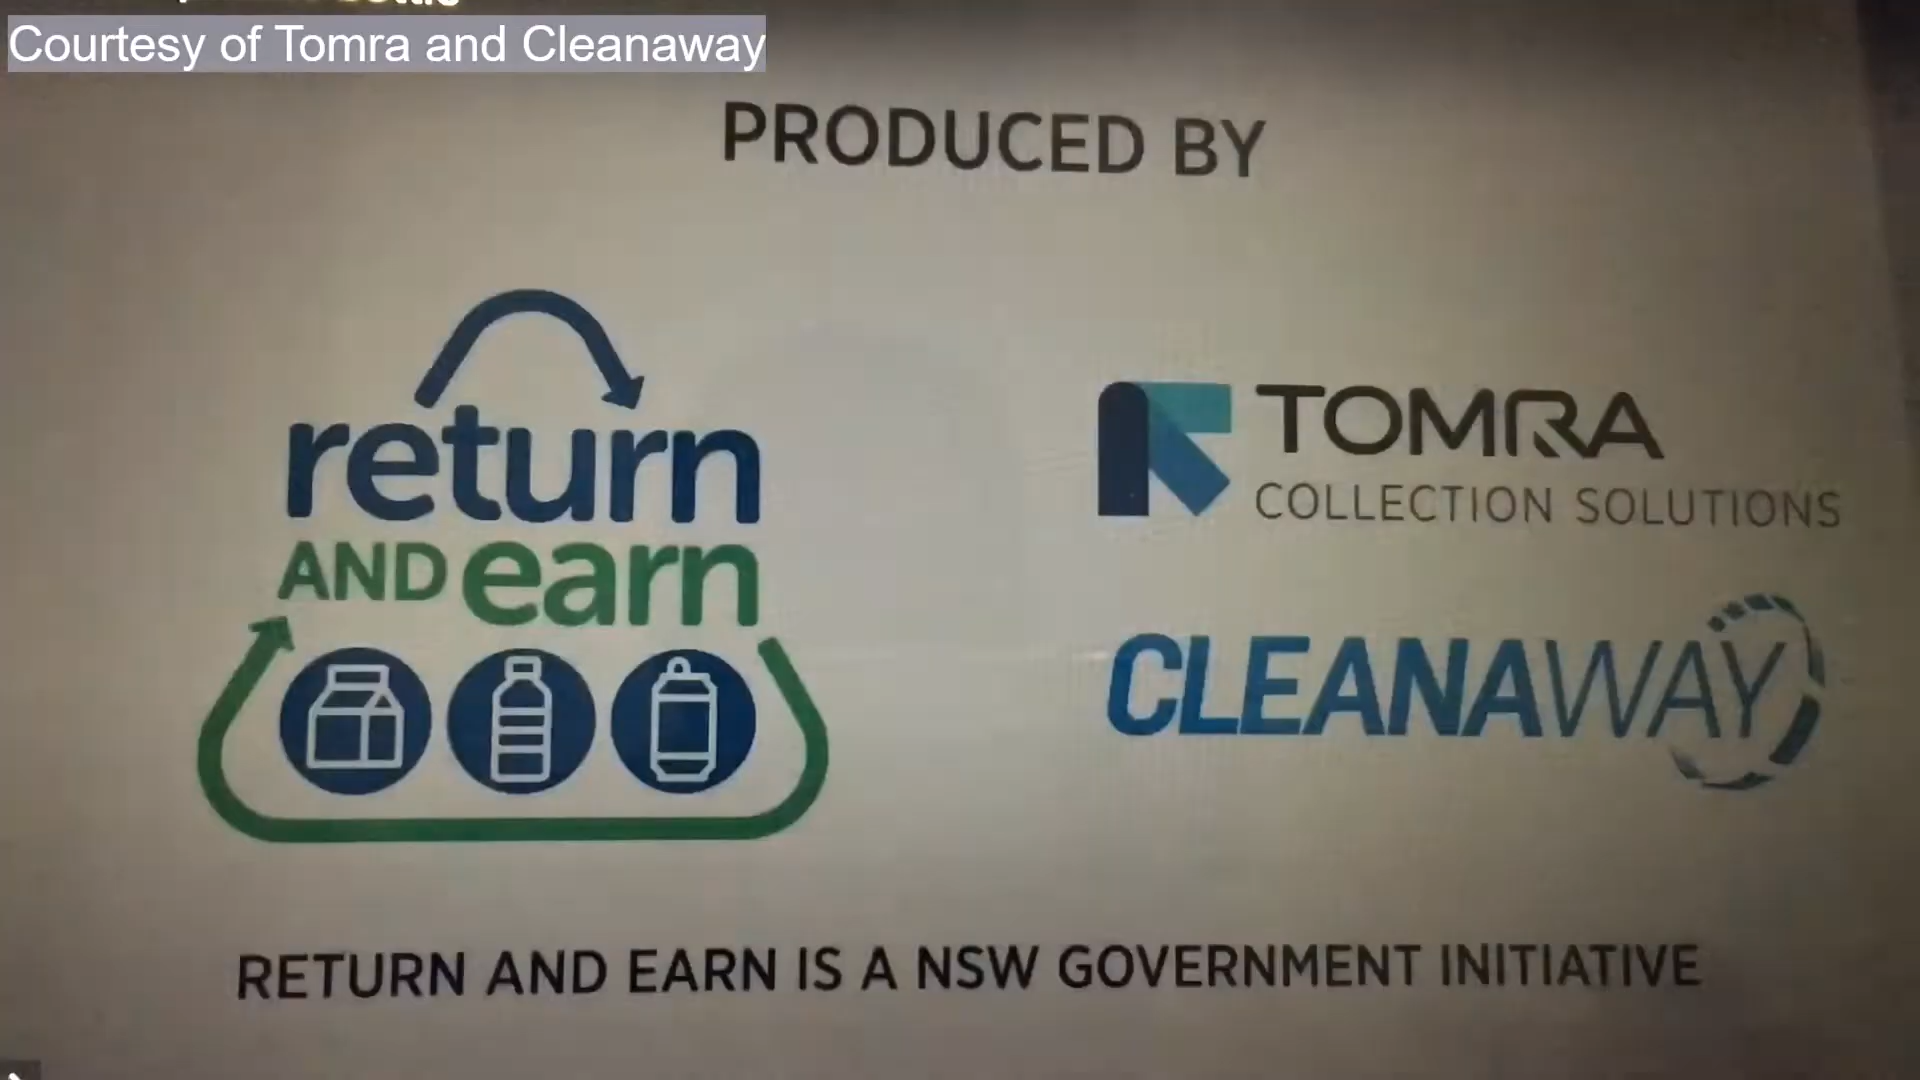 Courtesy of Tomra and Cleanaway
PRODUCED BY
return
AND earn
TOMRA
COLLECTION SOLUTIONS
CLEANAWAY
RETURN AND EARN IS A NSW GOVERNMENT INITIATIVE